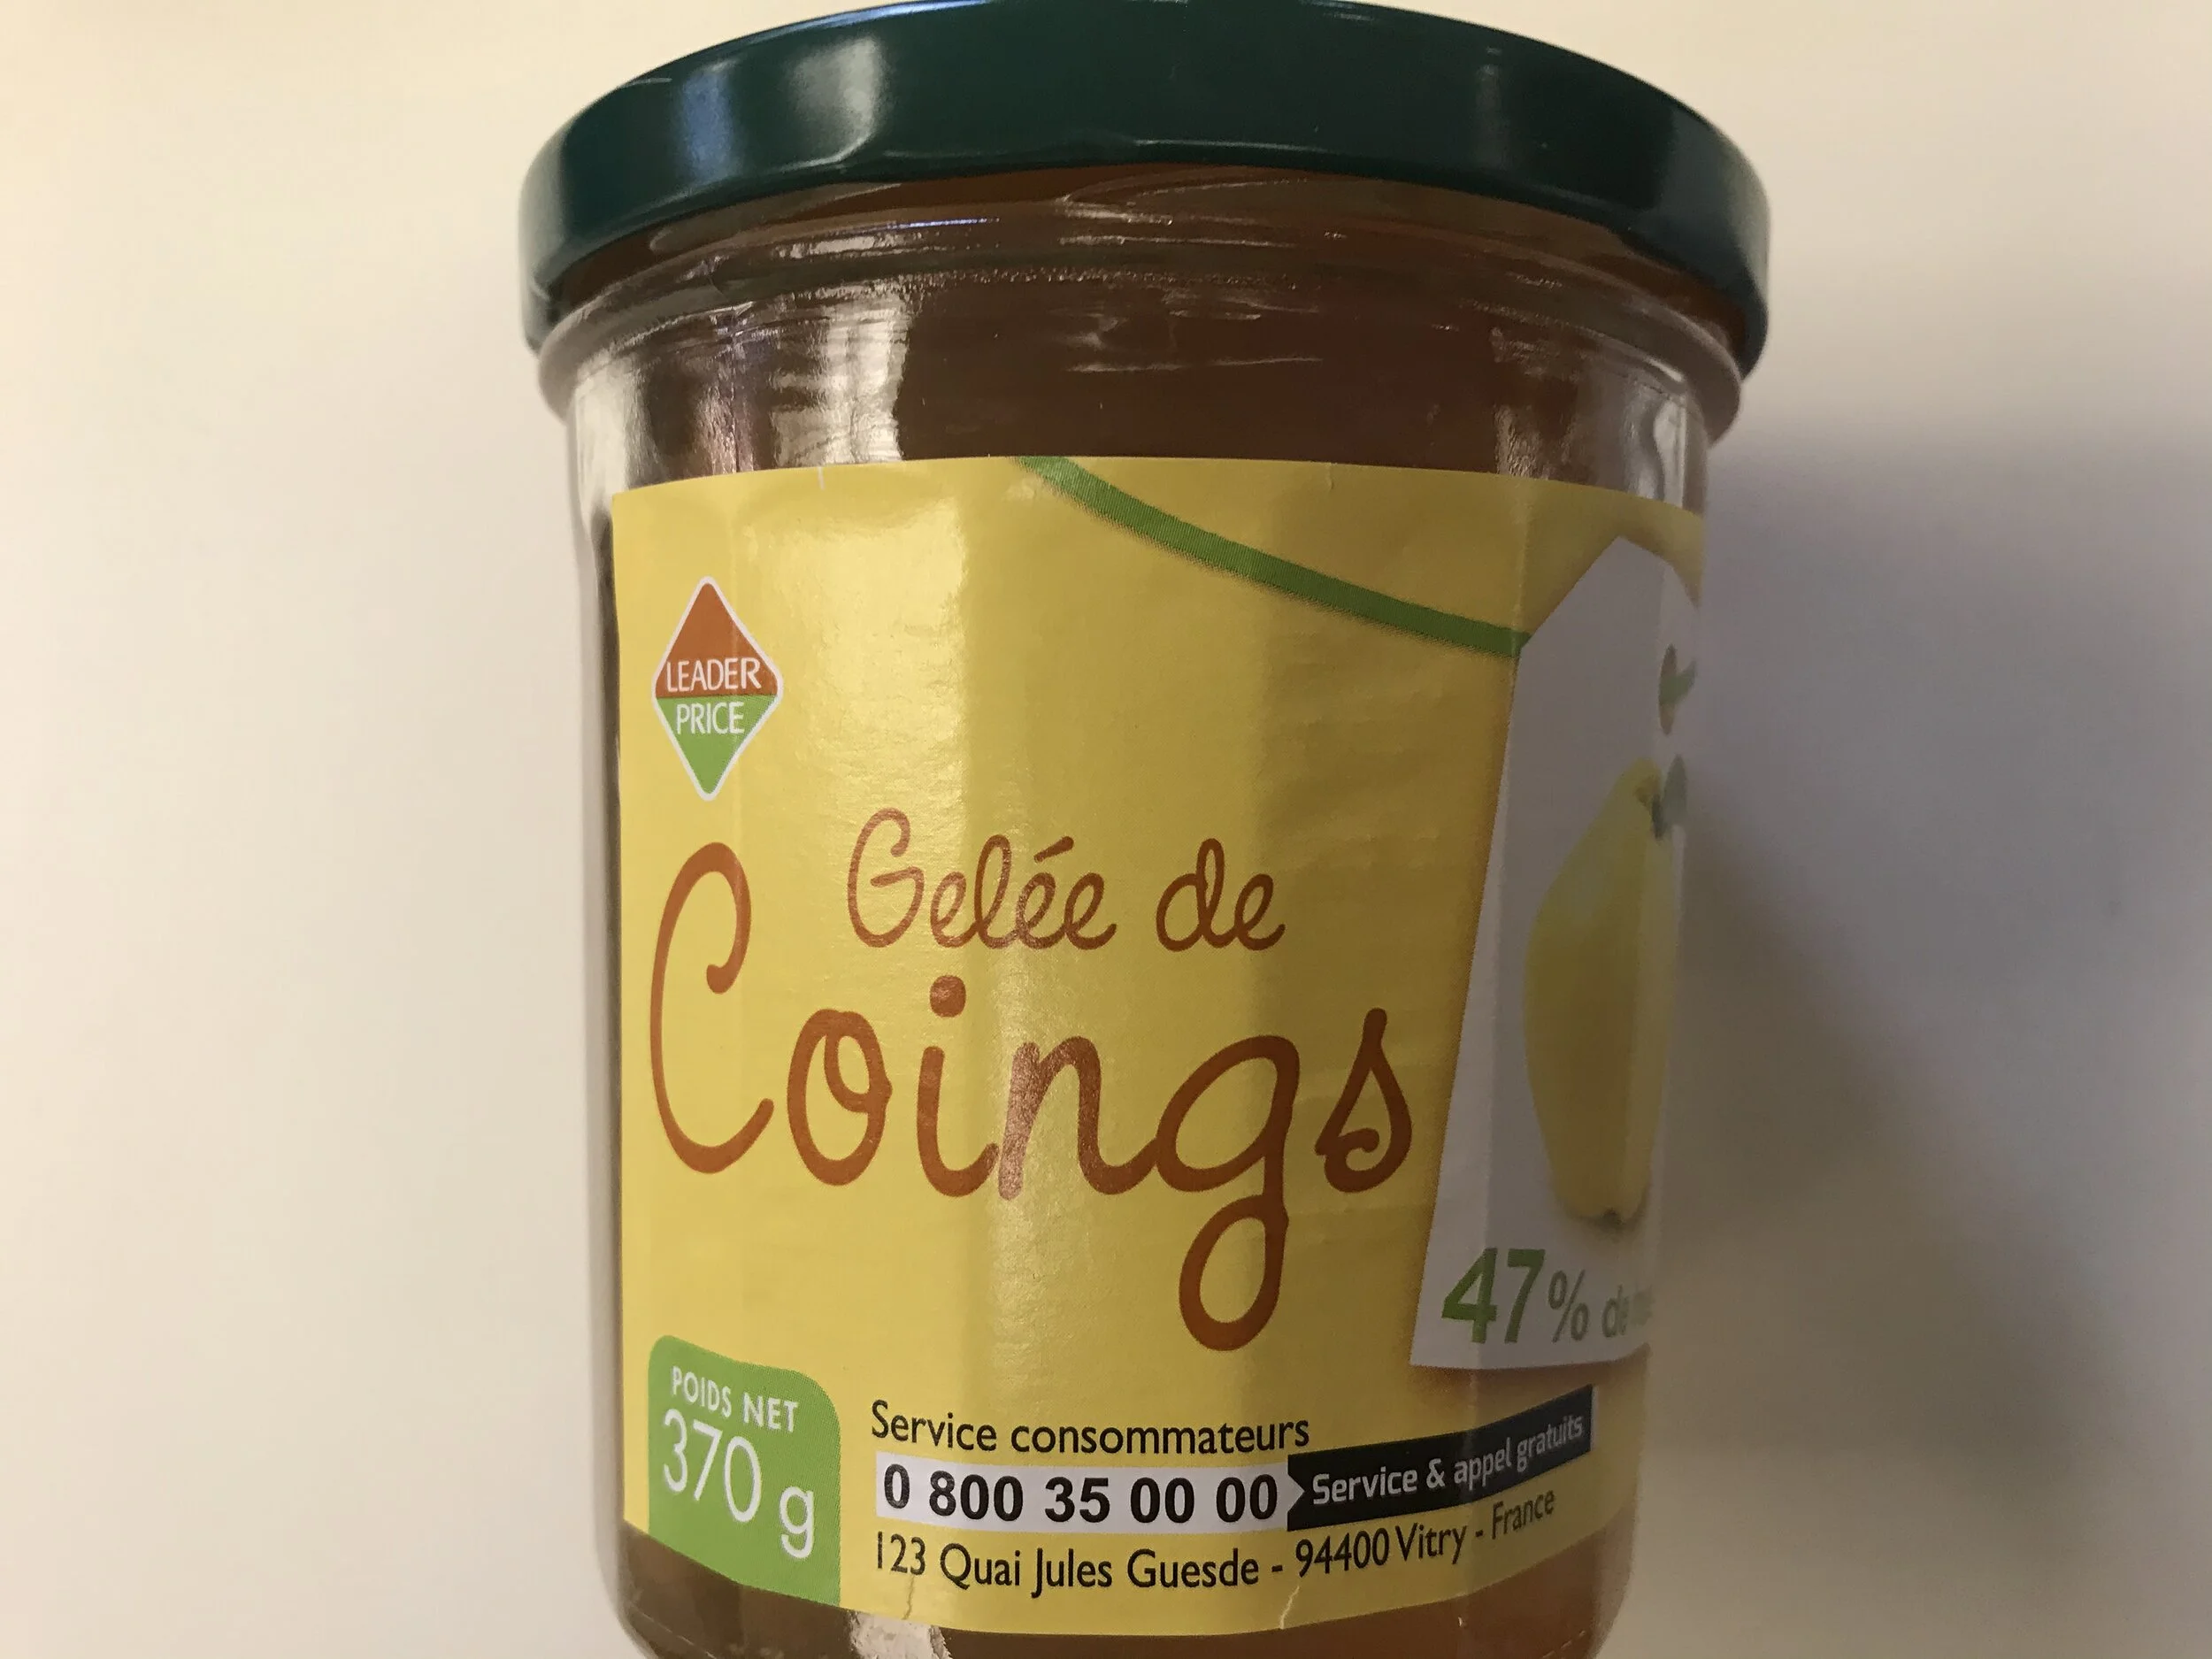 LEADER
PRICE
Gelée de
Coings
47% de
POIDS NET
370 g
Service consommateurs
0 800 35 00 00 Service & appel gratuits
123 Quai Jules Guesde - 94400 Vitry - France